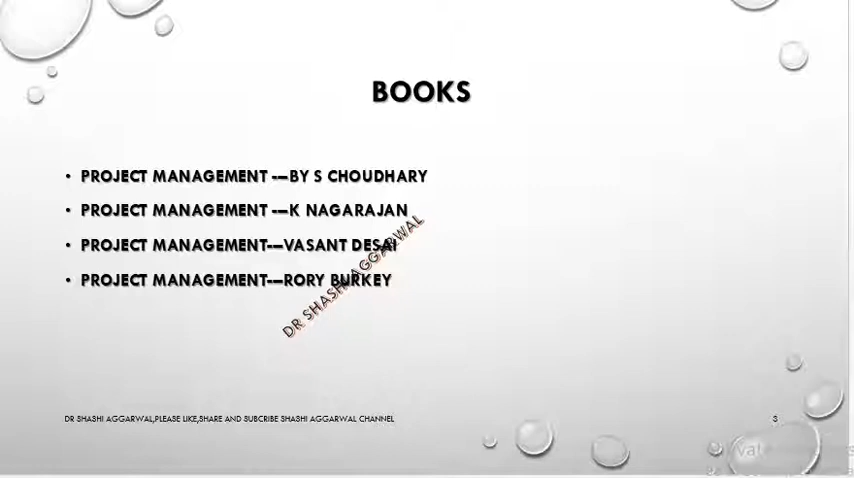 BOOKS
• PROJECT MANAGEMENT ---BY S CHOUDHARY
• PROJECT MANAGEMENT ---K NAGARAJAN
• PROJECT MANAGEMENT---VASANT DESAI
• PROJECT MANAGEMENT---RORY BURKEY
DR SHASHI AGGARWAL
DR SHASHI AGGARWAL,PLEASE LIKE,SHARE AND SUBCRIBE SHASHI AGGARWAL CHANNEL
3